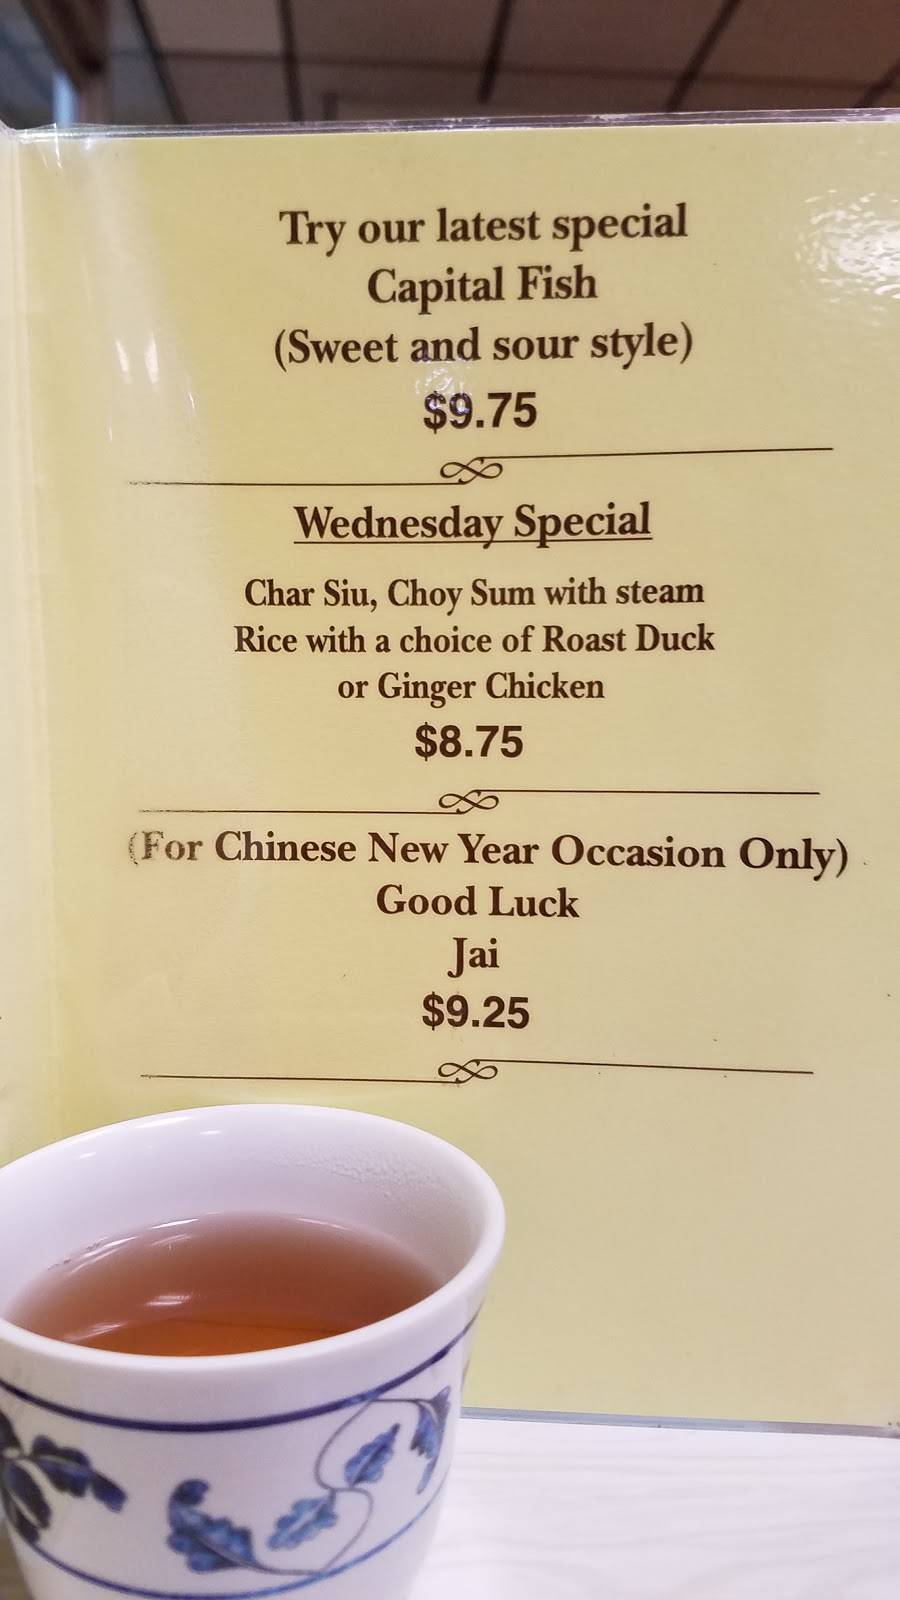 Try our latest special
Capital Fish
(Sweet and sour style)
$9.75
Wednesday Special
Char Siu, Choy Sum with steam
Rice with a choice of Roast Duck
or Ginger Chicken
$8.75
(For Chinese New Year Occasion Only)
Good Luck
Jai
$9.25